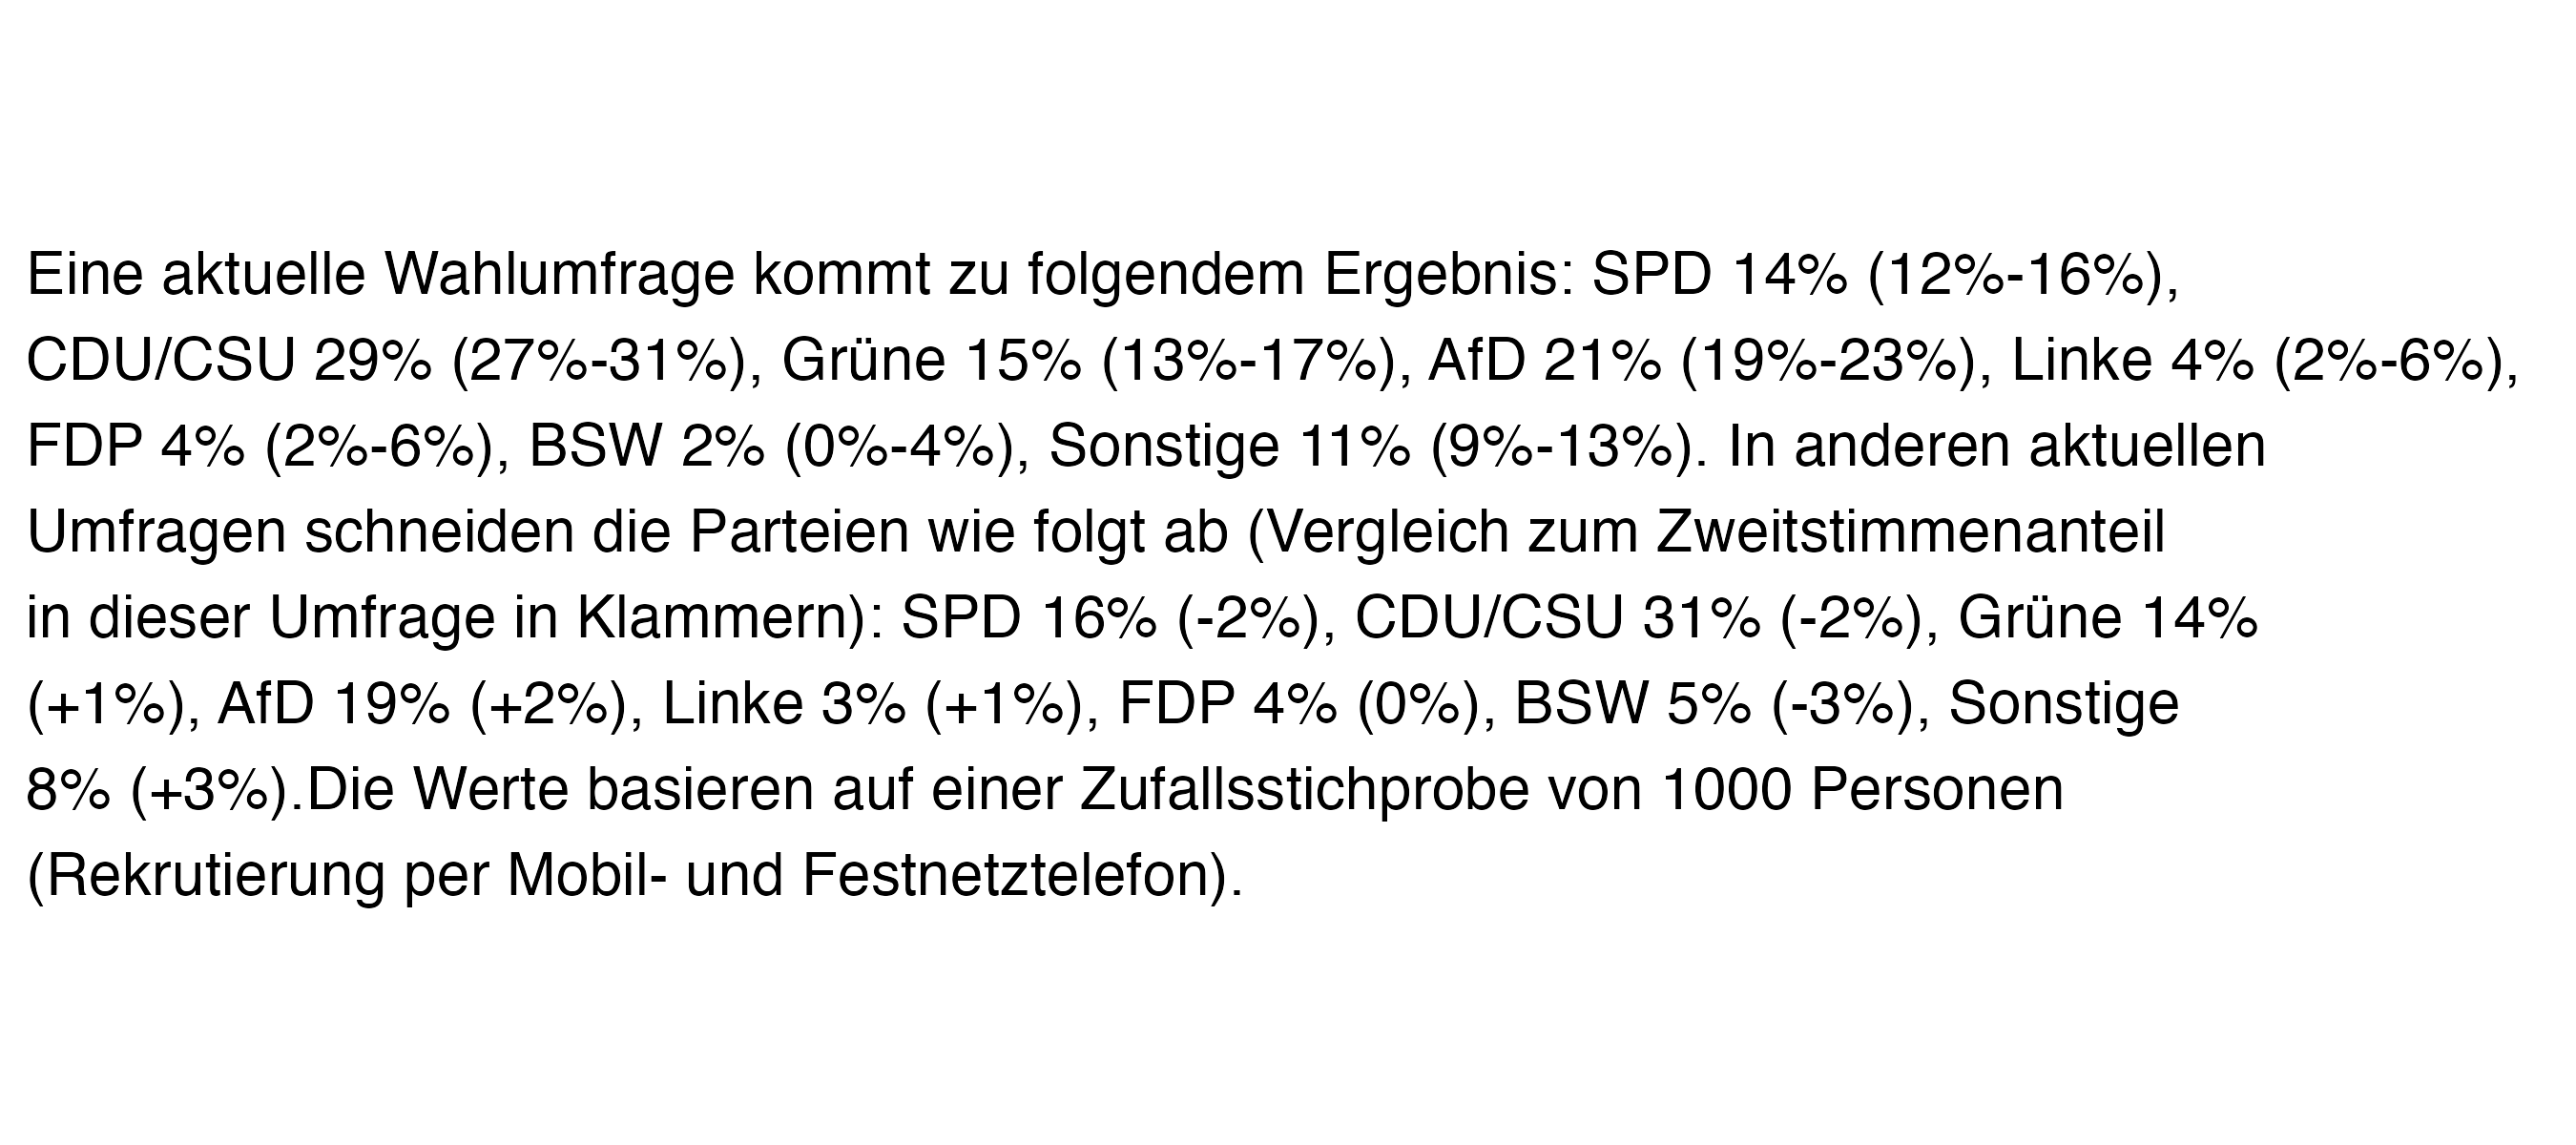 Eine aktuelle Wahlumfrage kommt zu folgendem Ergebnis: SPD 14% (12%-16%),
CDU/CSU 29% (27%-31%), Grüne 15% (13%-17%), AfD 21% (19%-23%), Linke 4% (2%-6%),
FDP 4% (2%-6%), BSW 2% (0%-4%), Sonstige 11% (9%-13%). In anderen aktuellen
Umfragen schneiden die Parteien wie folgt ab (Vergleich zum Zweitstimmenanteil
in dieser Umfrage in Klammern): SPD 16% (-2%), CDU/CSU 31% (-2%), Grüne 14%
(+1%), AfD 19% (+2%), Linke 3% (+1%), FDP 4% (0%), BSW 5% (-3%), Sonstige
8% (+3%).Die Werte basieren auf einer Zufallsstichprobe von 1000 Personen
(Rekrutierung per Mobil- und Festnetztelefon).